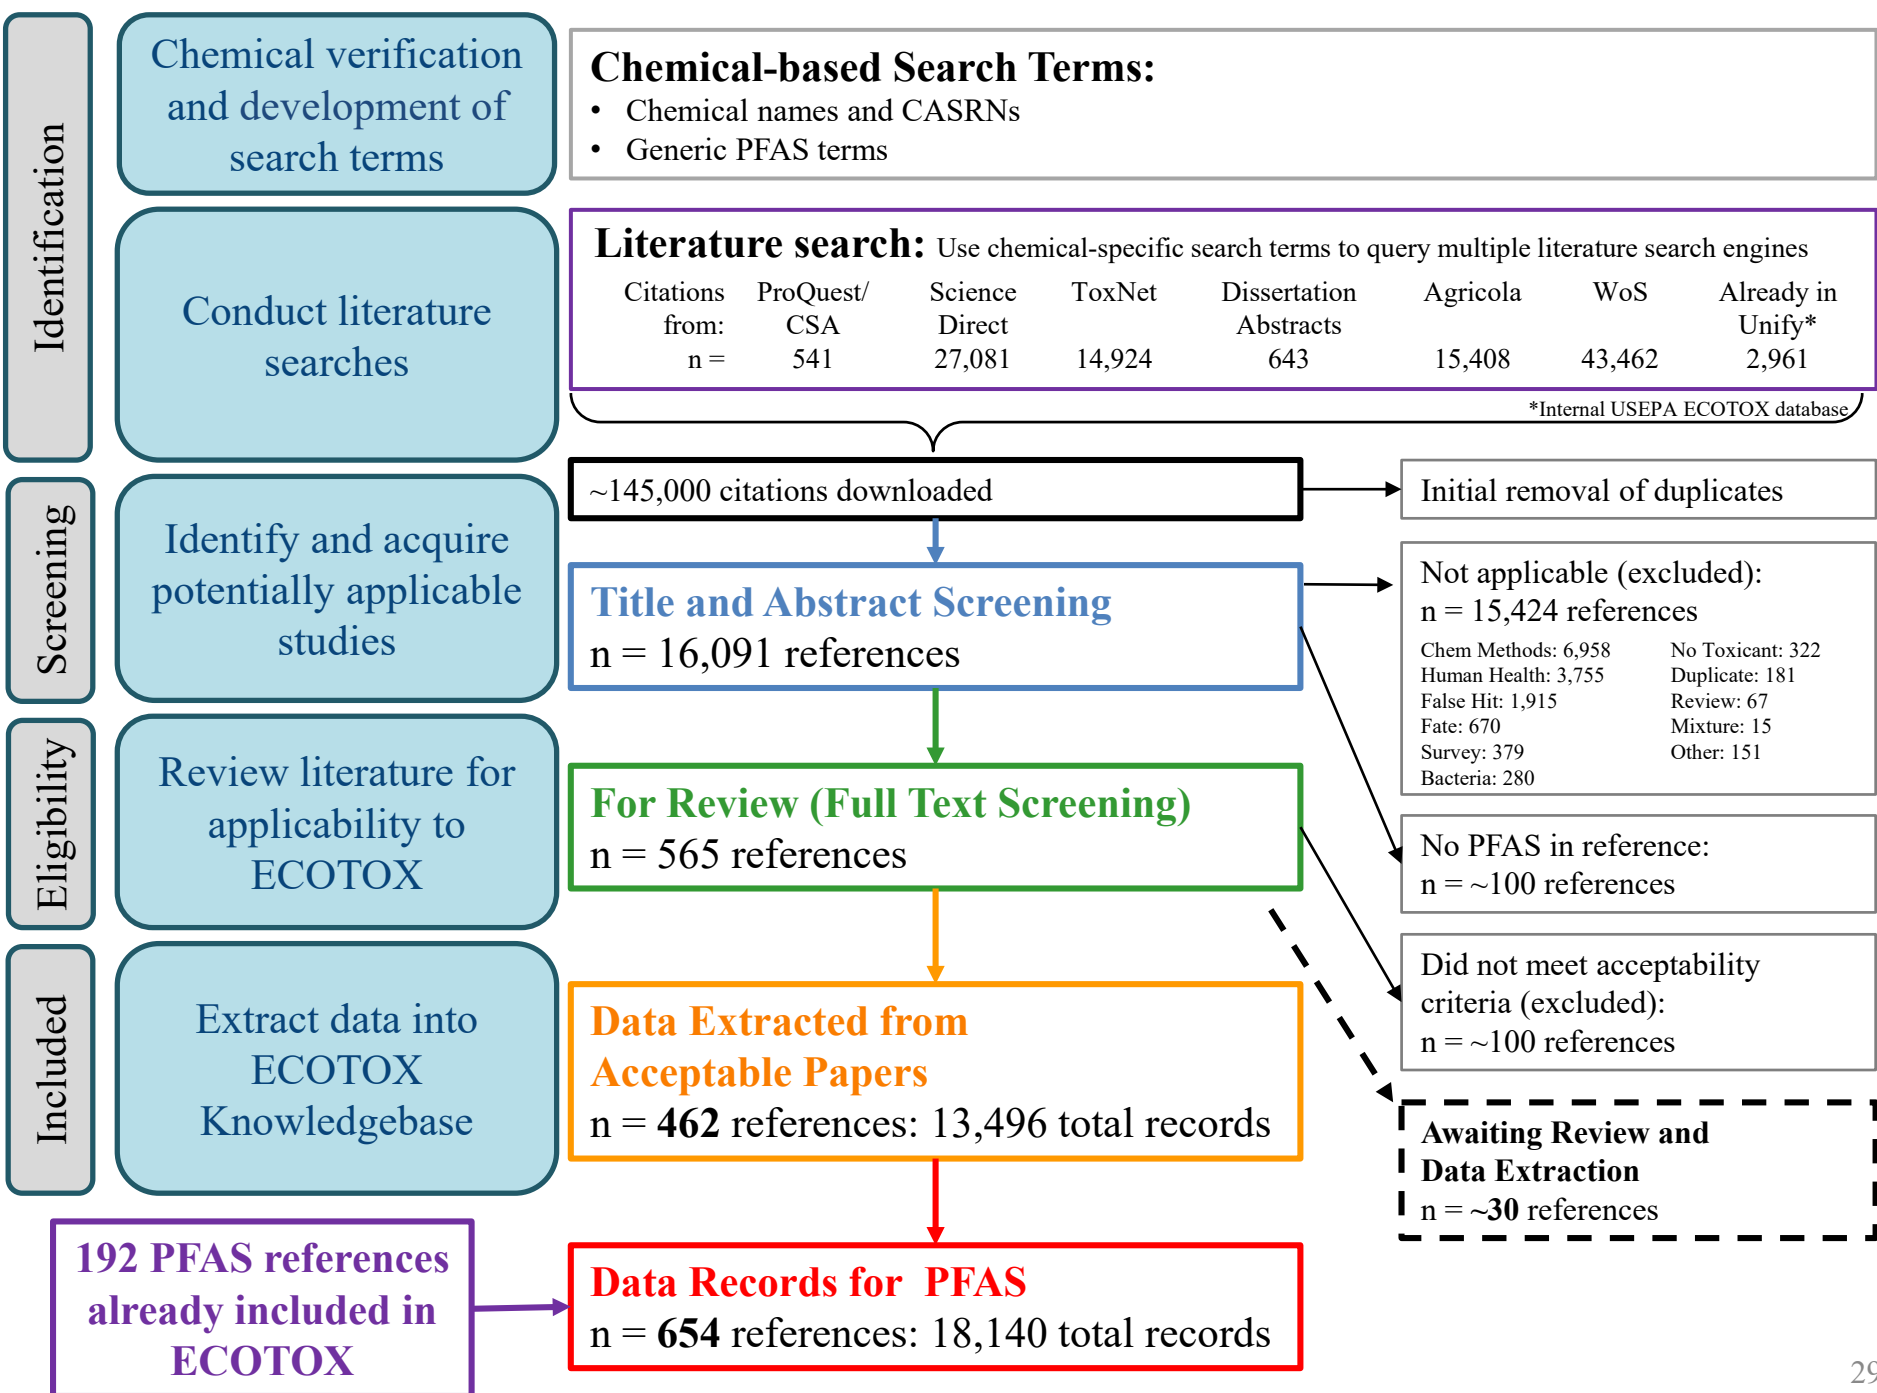 Identification
Chemical verification
and development of
search terms
Chemical-based Search Terms:
• Chemical names and CASRNs
• Generic PFAS terms
Conduct literature
searches
Literature search: Use chemical-specific search terms to query multiple literature search engines
Citations from: ProQuest/ CSA Science Direct ToxNet Dissertation Abstracts Agricola WoS Already in Unify*
n = 541 27,081 14,924 643 15,408 43,462 2,961
*Internal USEPA ECOTOX database
~145,000 citations downloaded
Initial removal of duplicates
Screening
Identify and acquire
potentially applicable
studies
Title and Abstract Screening
n = 16,091 references
Not applicable (excluded):
n = 15,424 references
Chem Methods: 6,958
Human Health: 3,755
False Hit: 1,915
Fate: 670
Survey: 379
Bacteria: 280
No Toxicant: 322
Duplicate: 181
Review: 67
Mixture: 15
Other: 151
Eligibility
Review literature for
applicability to
ECOTOX
For Review (Full Text Screening)
n = 565 references
No PFAS in reference:
n = ~100 references
Did not meet acceptability
criteria (excluded):
n = ~100 references
Included
Extract data into
ECOTOX
Knowledgebase
Data Extracted from
Acceptable Papers
n = 462 references: 13,496 total records
Awaiting Review and
Data Extraction
n = ~30 references
192 PFAS references
already included in
ECOTOX
Data Records for PFAS
n = 654 references: 18,140 total records
29